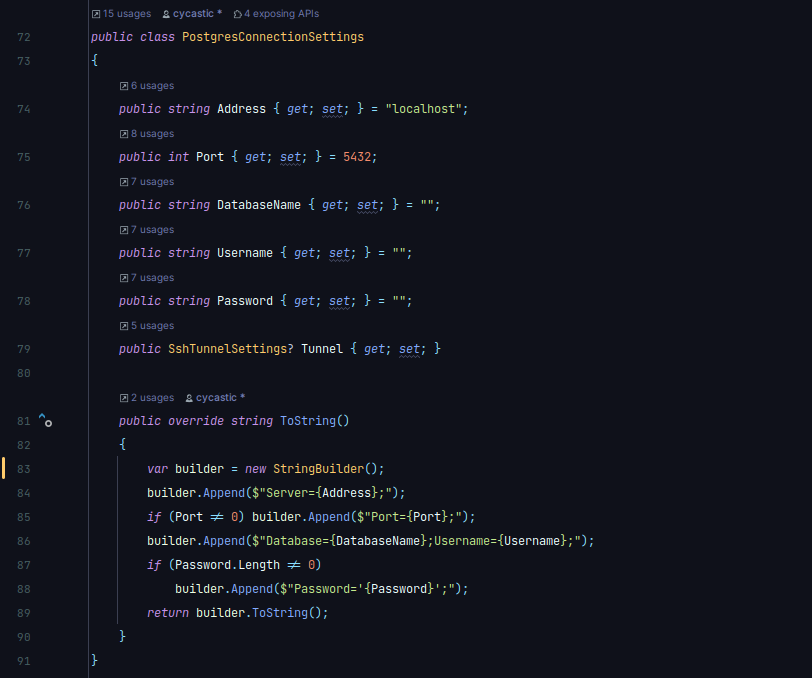 15 usages cycastic * 4 exposing APIs
72 public class PostgresConnectionSettings
73 {
6 usages
74 public string Address { get; set; } = "localhost";
8 usages
75 public int Port { get; set; } = 5432;
7 usages
76 public string DatabaseName { get; set; } = "";
7 usages
77 public string Username { get; set; } = "";
7 usages
78 public string Password { get; set; } = "";
5 usages
79 public SshTunnelSettings? Tunnel { get; set; }
80
2 usages cycastic *
81 public override string ToString()
82 {
83 var builder = new StringBuilder();
84 builder.Append($"Server={Address};");
85 if (Port ≠ 0) builder.Append($"Port={Port};");
86 builder.Append($"Database={DatabaseName};Username={Username};");
87 if (Password.Length ≠ 0)
88 builder.Append($"Password='{Password}';");
89 return builder.ToString();
90 }
91 }